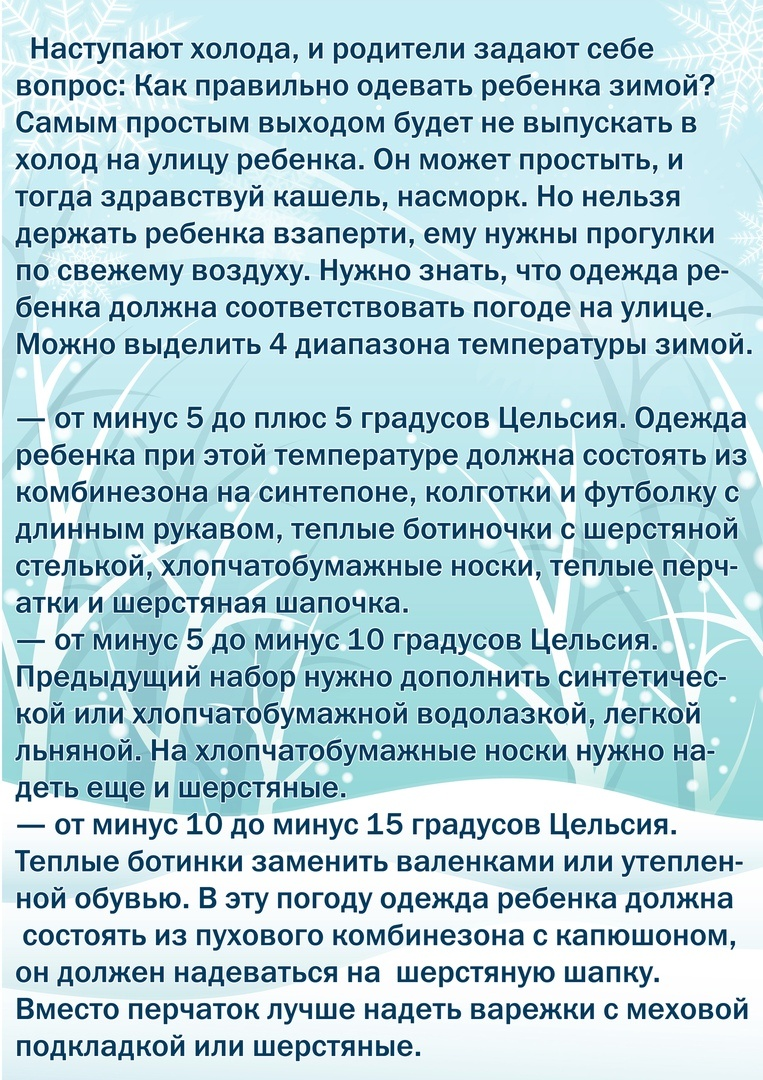 Наступают холода, и родители задают себе
вопрос: Как правильно одевать ребенка зимой?
Самым простым выходом будет не выпускать в
холод на улицу ребенка. Он может простыть, и
тогда здравствуй кашель, насморк. Но нельзя
держать ребенка взаперти, ему нужны прогулки
по свежему воздуху. Нужно знать, что одежда ре-
бенка должна соответствовать погоде на улице.
Можно выделить 4 диапазона температуры зимой.
— от минус 5 до плюс 5 градусов Цельсия. Одежда
ребенка при этой температуре должна состоять из
комбинезона на синтепоне, колготки и футболку с
длинным рукавом, теплые ботиночки с шерстяной
стелькой, хлопчатобумажные носки, теплые перч-
атки и шерстяная шапочка.
— от минус 5 до минус 10 градусов Цельсия.
Предыдущий набор нужно дополнить синтетичес-
кой или хлопчатобумажной водолазкой, легкой
льняной. На хлопчатобумажные носки нужно на-
деть еще и шерстяные.
— от минус 10 до минус 15 градусов Цельсия.
Теплые ботинки заменить валенками или утеплен-
ной обувью. В эту погоду одежда ребенка должна
состоять из пухового комбинезона с капюшоном,
он должен надеваться на  шерстяную шапку.
Вместо перчаток лучше надеть варежки с меховой
подкладкой или шерстяные.